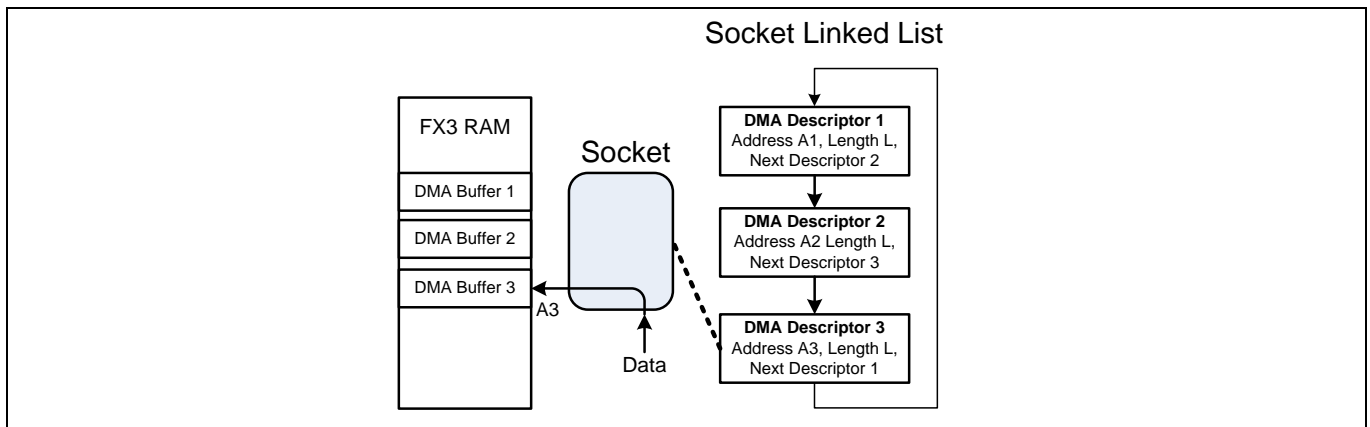 Socket Linked List
FX3 RAM
DMA Buffer 1
DMA Buffer 2
DMA Buffer 3
Socket
A3
Data
DMA Descriptor 1
Address A1, Length L,
Next Descriptor 2
DMA Descriptor 2
Address A2 Length L,
Next Descriptor 3
DMA Descriptor 3
Address A3, Length L,
Next Descriptor 1